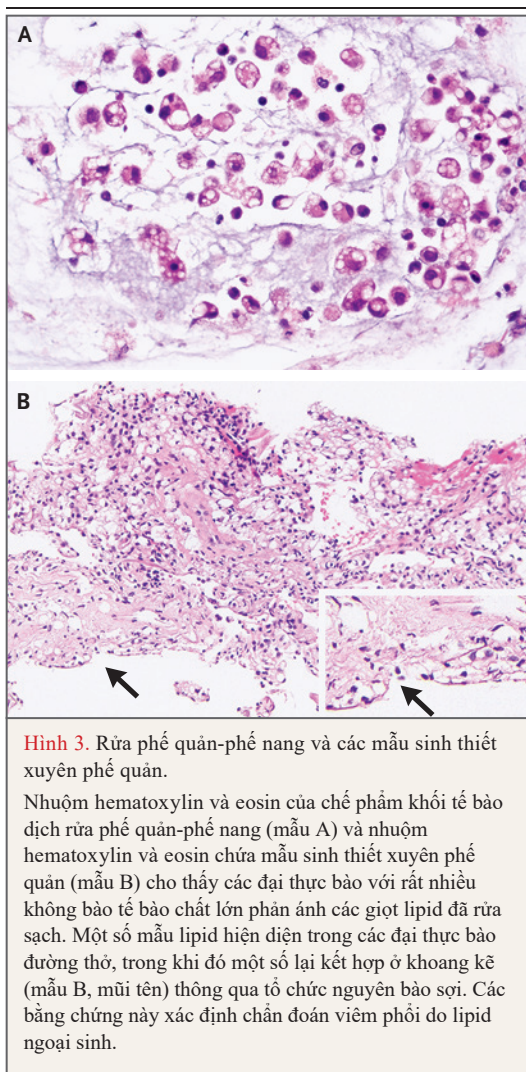 A
B
Hình 3. Rửa phế quản-phế nang và các mẫu sinh thiết
xuyên phế quản.
Nhuộm hematoxylin và eosin của chế phẩm khối tế bào
dịch rửa phế quản-phế nang (mẫu A) và nhuộm
hematoxylin và eosin chứa mẫu sinh thiết xuyên phế
quản (mẫu B) cho thấy các đại thực bào với rất nhiều
không bào tế bào chất lớn phản ánh các giọt lipid đã rửa
sạch. Một số mẫu lipid hiện diện trong các đại thực bào
đường thở, trong khi đó một số lại kết hợp ở khoang kẽ
(mẫu B, mũi tên) thông qua tổ chức nguyên bào sợi. Các
bằng chứng này xác định chẩn đoán viêm phổi do lipid
ngoại sinh.